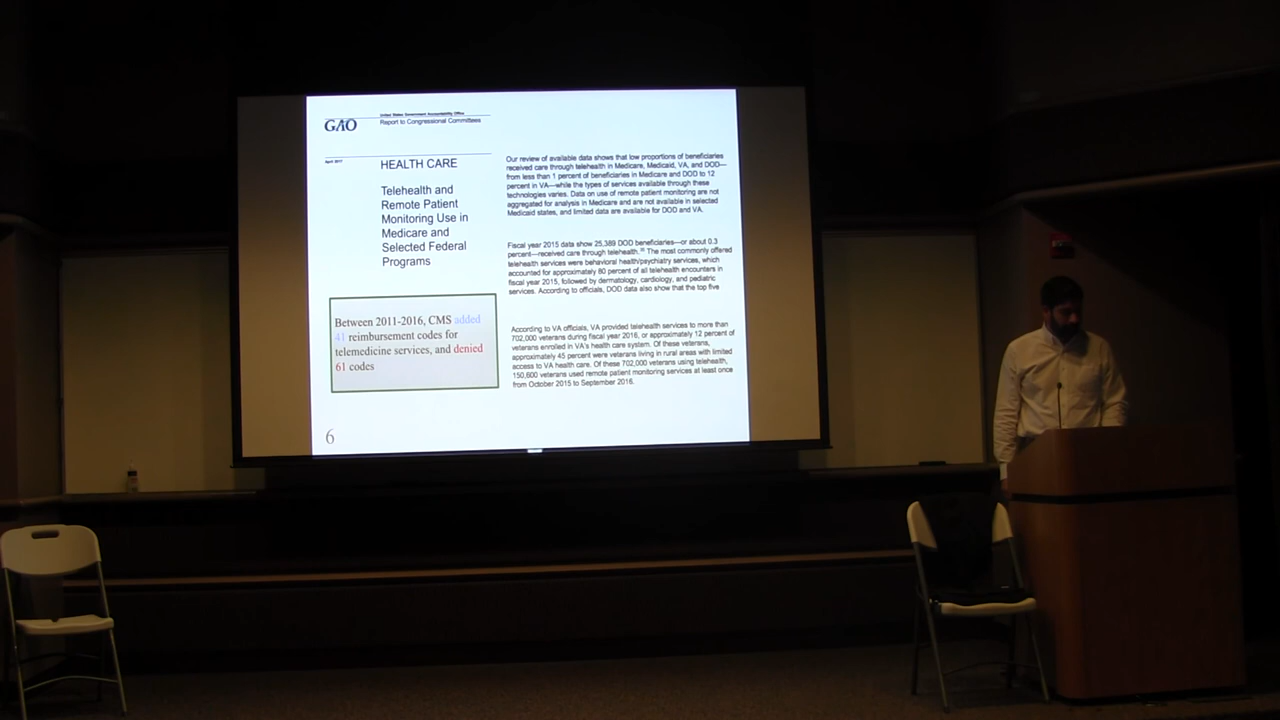 GAO
United States Government Accountability Office
Report to Congressional Committees
April 2017
HEALTH CARE
Telehealth and
Remote Patient
Monitoring Use in
Medicare and
Selected Federal
Programs
Between 2011-2016, CMS added
41 reimbursement codes for
telemedicine services, and denied
61 codes
6
Our review of available data shows that low proportions of beneficiaries
received care through telehealth in Medicare, Medicaid, VA, and DOD—
from less than 1 percent of beneficiaries in Medicare and DOD to 12
percent in VA—while the types of services available through these
technologies varies. Data on use of remote patient monitoring are not
aggregated for analysis in Medicare and are not available in selected
Medicaid states, and limited data are available for DOD and VA.
Fiscal year 2015 data show 25,389 DOD beneficiaries—or about 0.3
percent—received care through telehealth. The most commonly offered
telehealth services were behavioral health/psychiatry services, which
accounted for approximately 80 percent of all telehealth encounters in
fiscal year 2015, followed by dermatology, cardiology, and pediatric
services. According to officials, DOD data also show that the top five
According to VA officials, VA provided telehealth services to more than
702,000 veterans during fiscal year 2016, or approximately 12 percent of
veterans enrolled in VA's health care system. Of these veterans,
approximately 45 percent were veterans living in rural areas with limited
access to VA health care. Of these 702,000 veterans using telehealth,
150,600 veterans used remote patient monitoring services at least once
from October 2015 to September 2016.